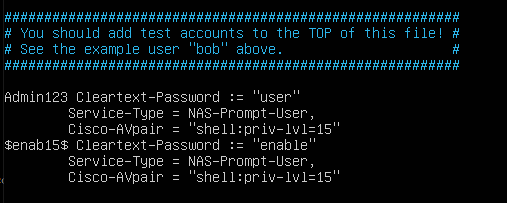 #############################################################
# You should add test accounts to the TOP of this file! #
# See the example user "bob" above. #
#############################################################
Admin123 Cleartext-Password := "user"
Service-Type = NAS-Prompt-User,
Cisco-AVpair = "shell:priv-lvl=15"
$enab15$ Cleartext-Password := "enable"
Service-Type = NAS-Prompt-User,
Cisco-AVpair = "shell:priv-lvl=15"